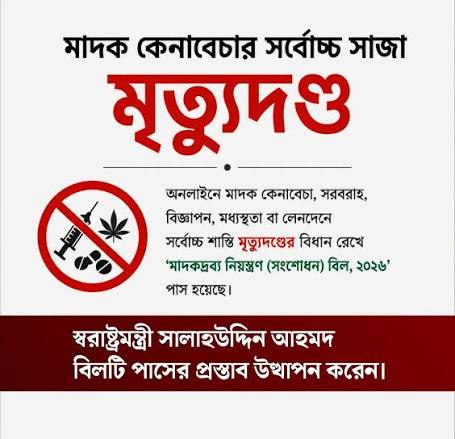 মাদক কেনাবেচার সর্বোচ্চ সাজা
মৃত্যুদণ্ড
অনলাইনে মাদক কেনাবেচা, সরবরাহ,
বিজ্ঞাপন, মধ্যস্থতা বা লেনদেনে
সর্বোচ্চ শাস্তি মৃত্যুদণ্ডের বিধান রেখে
‘মাদকদ্রব্য নিয়ন্ত্রণ (সংশোধন) বিল, ২০২৬’
পাস হয়েছে।
স্বরাষ্ট্রমন্ত্রী সালাহউদ্দিন আহমদ
বিলটি পাসের প্রস্তাব উত্থাপন করেন।